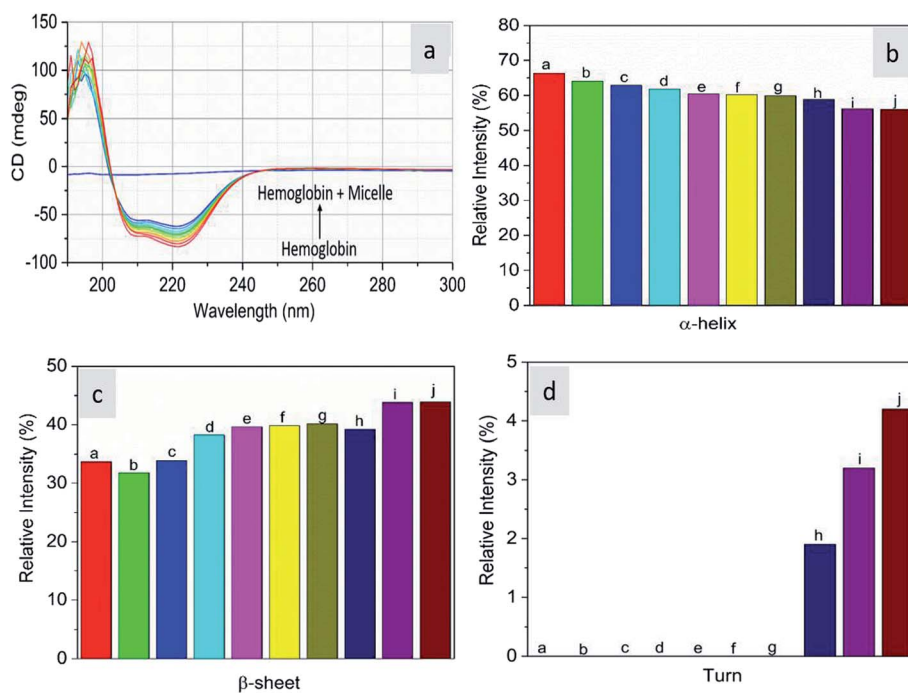 a
150
100
50
0
-50
-100
CD (mdeg)
Hemoglobin + Micelle
Hemoglobin
200 220 240 260 280 300
Wavelength (nm)
b
80
70
60
50
40
30
20
10
0
Relative Intensity (%)
a b c d e f g h i j
α-helix
c
50
40
30
20
10
0
Relative Intensity (%)
a b c d e f g h i j
β-sheet
d
5
4
3
2
1
0
Relative Intensity (%)
a b c d e f g h i j
Turn